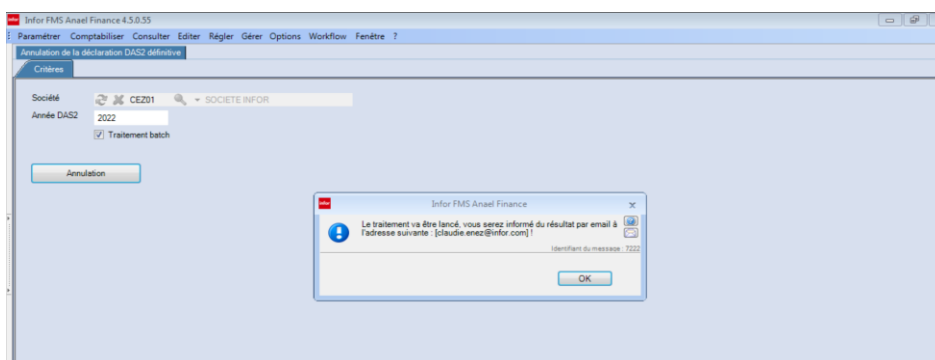 infor Infor FMS Anael Finance 4.5.0.55
Paramétrer Comptabiliser Consulter Editer Régler Gérer Options Workflow Fenêtre ?
Annulation de la déclaration DAS2 définitive
Critères
Société CEZ01 SOCIETE INFOR
Année DAS2 2022
Traitement batch
Annulation
infor Infor FMS Anael Finance
Le traitement va être lancé, vous serez informé du résultat par email à
l'adresse suivante : [claudie.enez@infor.com] !
Identifiant du message : 7222
OK